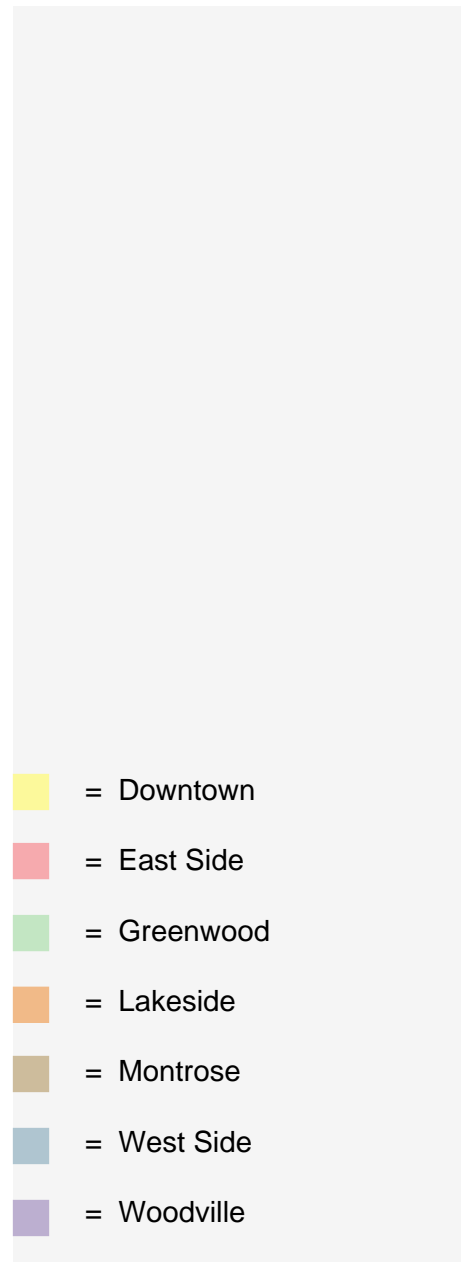 = Downtown
= East Side
= Greenwood
= Lakeside
= Montrose
= West Side
= Woodville